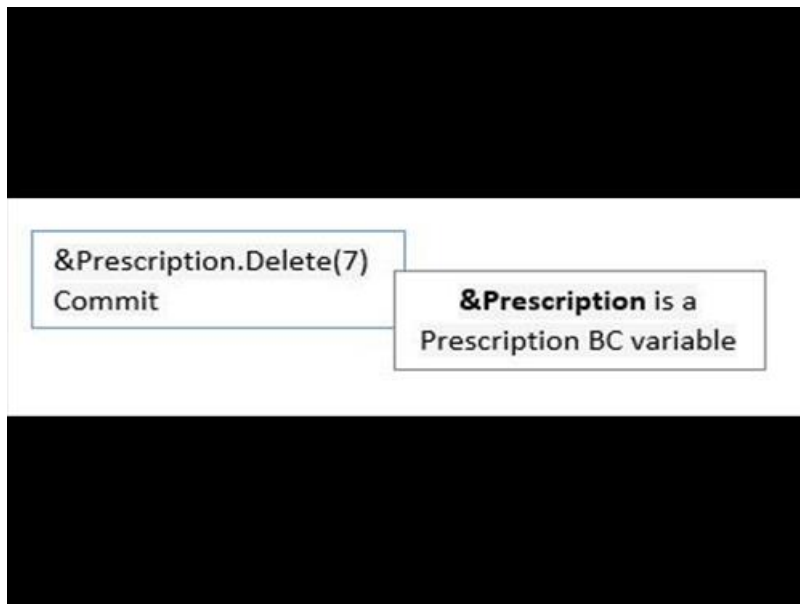 &Prescription.Delete(7)
Commit
&Prescription is a
Prescription BC variable